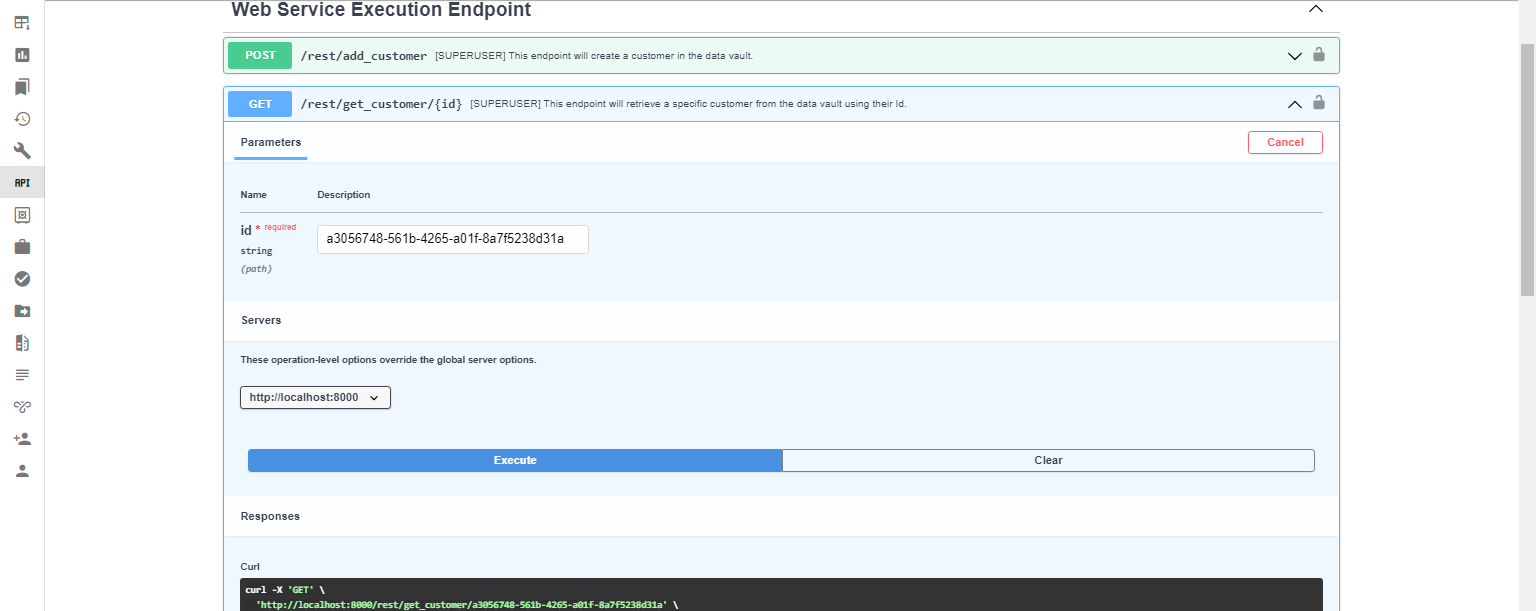 Web Service Execution Endpoint
POST /rest/add_customer [SUPERUSER] This endpoint will create a customer in the data vault.
GET /rest/get_customer/{id} [SUPERUSER] This endpoint will retrieve a specific customer from the data vault using their Id.
Parameters
Cancel
API
Name Description
id * required
string
(path)
a3056748-561b-4265-a01f-8a7f5238d31a
Servers
These operation-level options override the global server options.
http://localhost:8000
Execute Clear
Responses
Curl
curl -X 'GET' \
'http://localhost:8000/rest/get_customer/a3056748-561b-4265-a01f-8a7f5238d31a' \